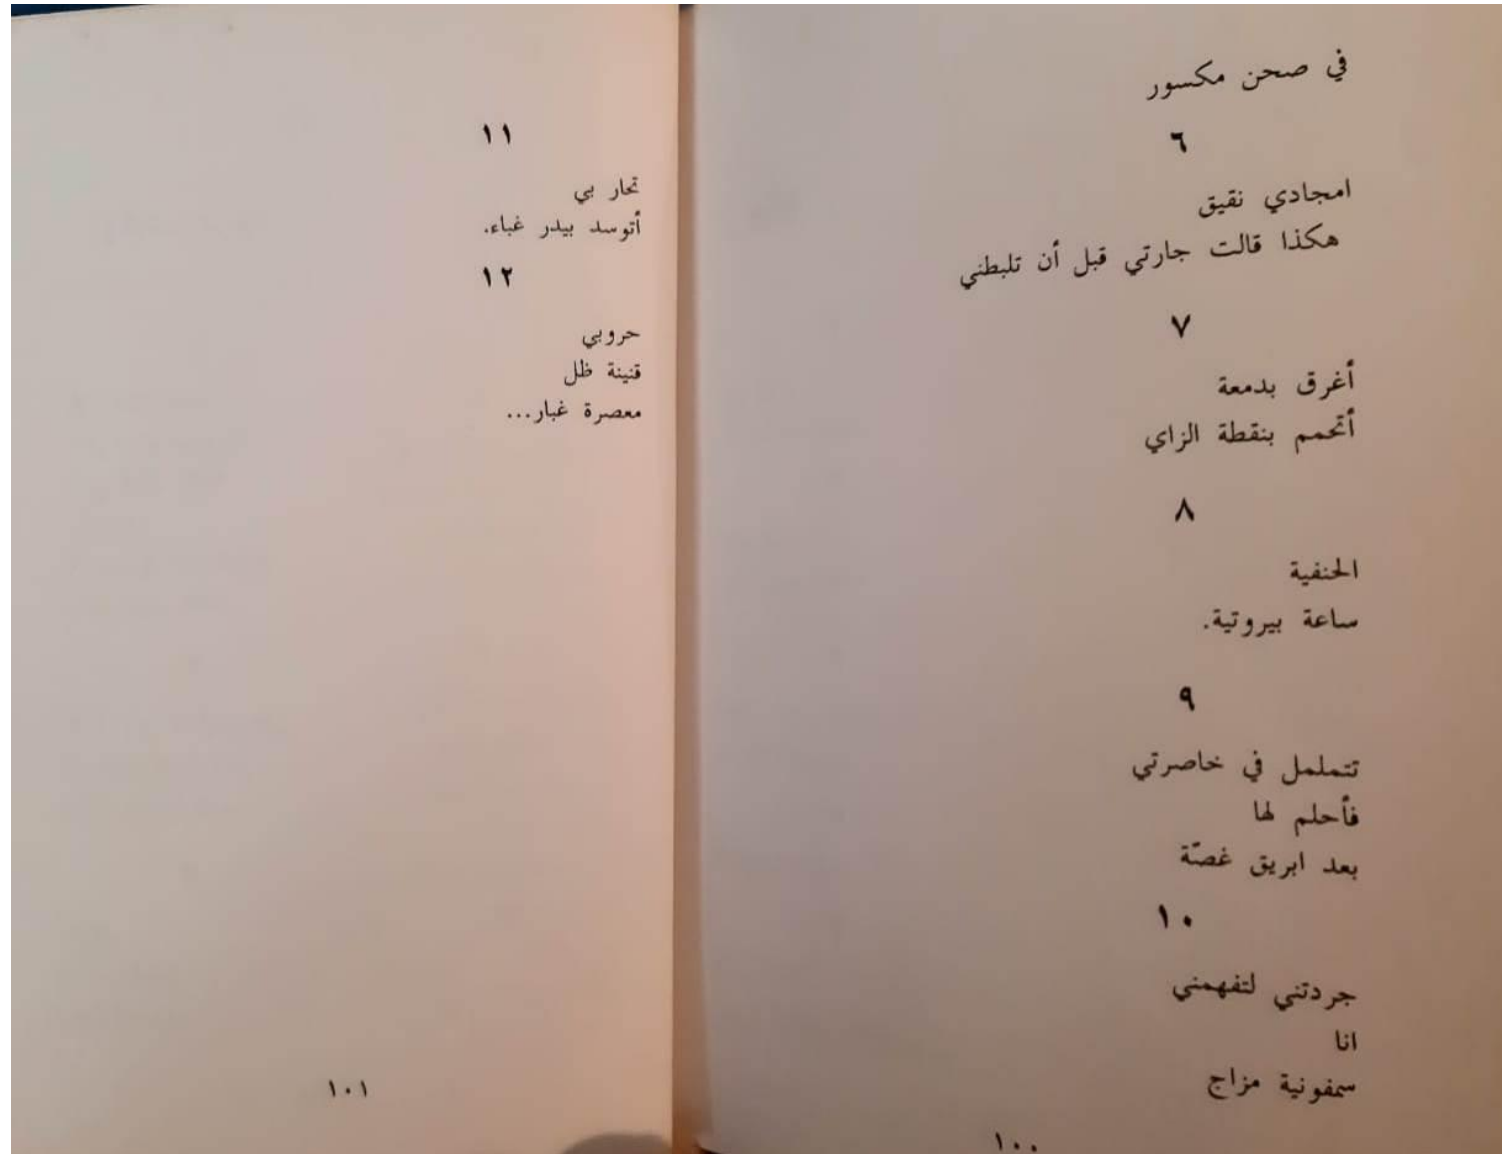 في صحن مكسور
٦
امجادي نقيق
هكذا قالت جارتي قبل أن تلبطني
٧
أغرق بدمعة
أتحمم بنقطة الزاي
٨
الحنفية
ساعة بيروتية.
٩
تتململ في خاصرتي
فأحلم لها
بعد ابريق غصّة
١٠
جردتني لتفهمني
انا
سمفونية مزاج
١٠٠
١١
تحار بي
أتوسد بيدر غباء.
١٢
حروبي
قنينة ظل
معصرة غبار...
١٠١